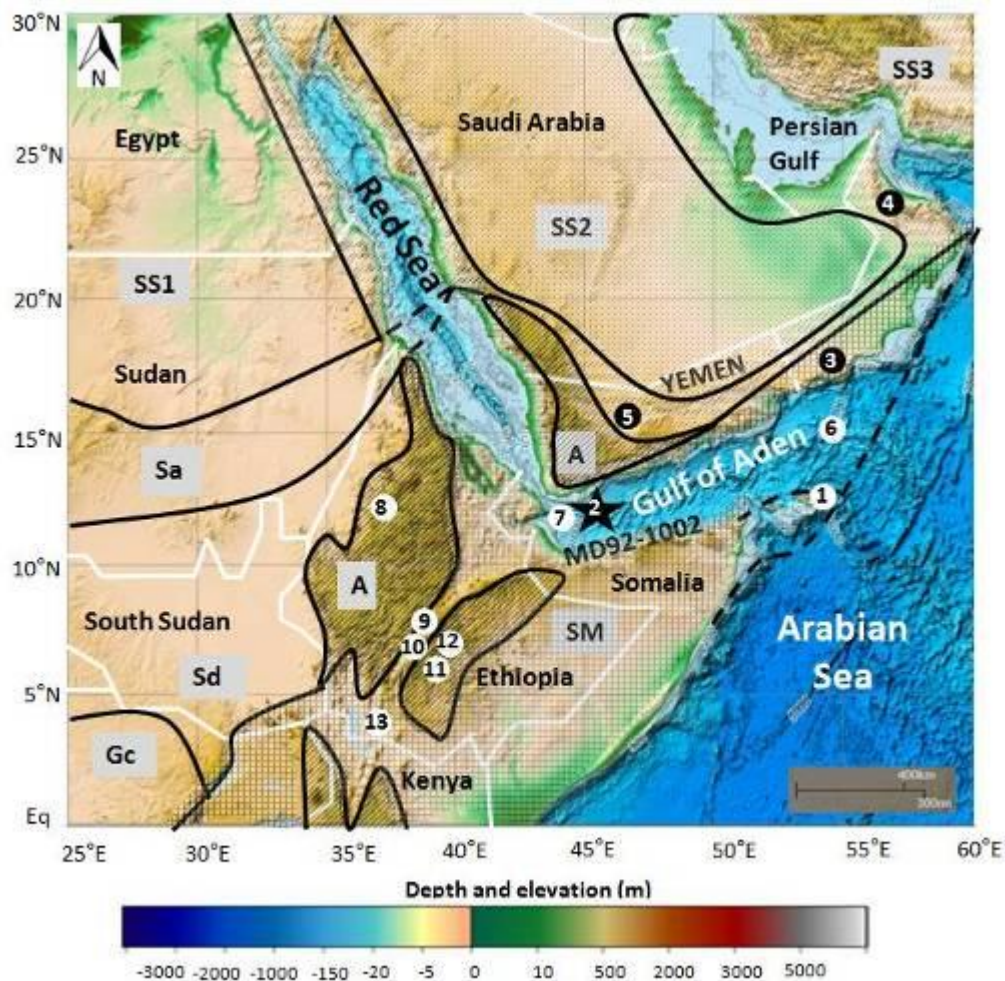 30°N
N
Egypt
Saudi Arabia
SS3
Persian
Gulf
25°N
Red Sea
SS2
4
SS1
20°N
Sudan
YEMEN
3
5
15°N
Sa
A
Gulf of Aden
6
8
7
2
1
MD92-1002
10°N
A
Somalia
South Sudan
9
SM
10
12
11
Ethiopia
Arabian
Sea
Sd
5°N
13
Gc
Kenya
400km
300nm
Eq
25°E
30°E
35°E
40°E
45°E
50°E
55°E
60°E
Depth and elevation (m)
-3000 -2000 -1000 -150 -20 -5 0 10 500 2000 3000 5000